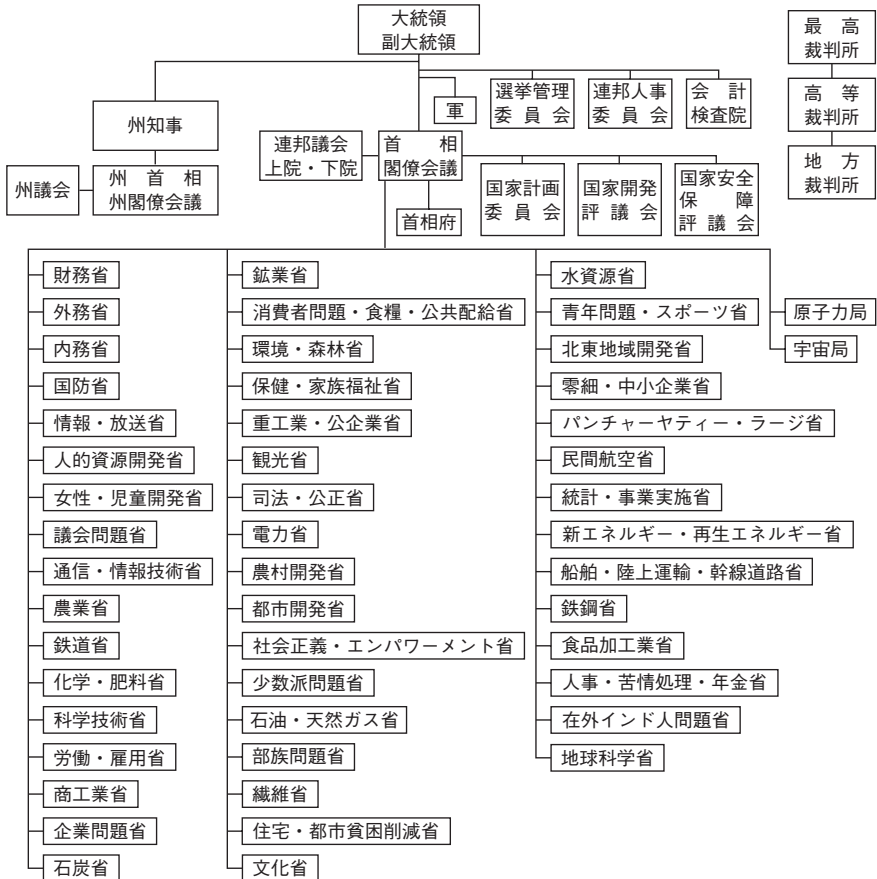 大統領
副大統領
最高
裁判所
高等
裁判所
地方
裁判所
州知事
軍
選挙管理
委員会
連邦人事
委員会
会計
検査院
連邦議会
上院・下院
首相
閣僚会議
州議会
州首相
州閣僚会議
首相府
国家計画
委員会
国家開発
評議会
国家安全
保障
評議会
財務省
外務省
内務省
国防省
情報・放送省
人的資源開発省
女性・児童開発省
議会問題省
通信・情報技術省
農業省
鉄道省
化学・肥料省
科学技術省
労働・雇用省
商工業省
企業問題省
石炭省
鉱業省
消費者問題・食糧・公共配給省
環境・森林省
保健・家族福祉省
重工業・公企業省
観光省
司法・公正省
電力省
農村開発省
都市開発省
社会正義・エンパワーメント省
少数派問題省
石油・天然ガス省
部族問題省
繊維省
住宅・都市貧困削減省
文化省
水資源省
青年問題・スポーツ省
北東地域開発省
零細・中小企業省
パンチャーヤティー・ラージ省
民間航空省
統計・事業実施省
新エネルギー・再生エネルギー省
船舶・陸上運輸・幹線道路省
鉄鋼省
食品加工業省
人事・苦情処理・年金省
在外インド人問題省
地球科学省
原子力局
宇宙局